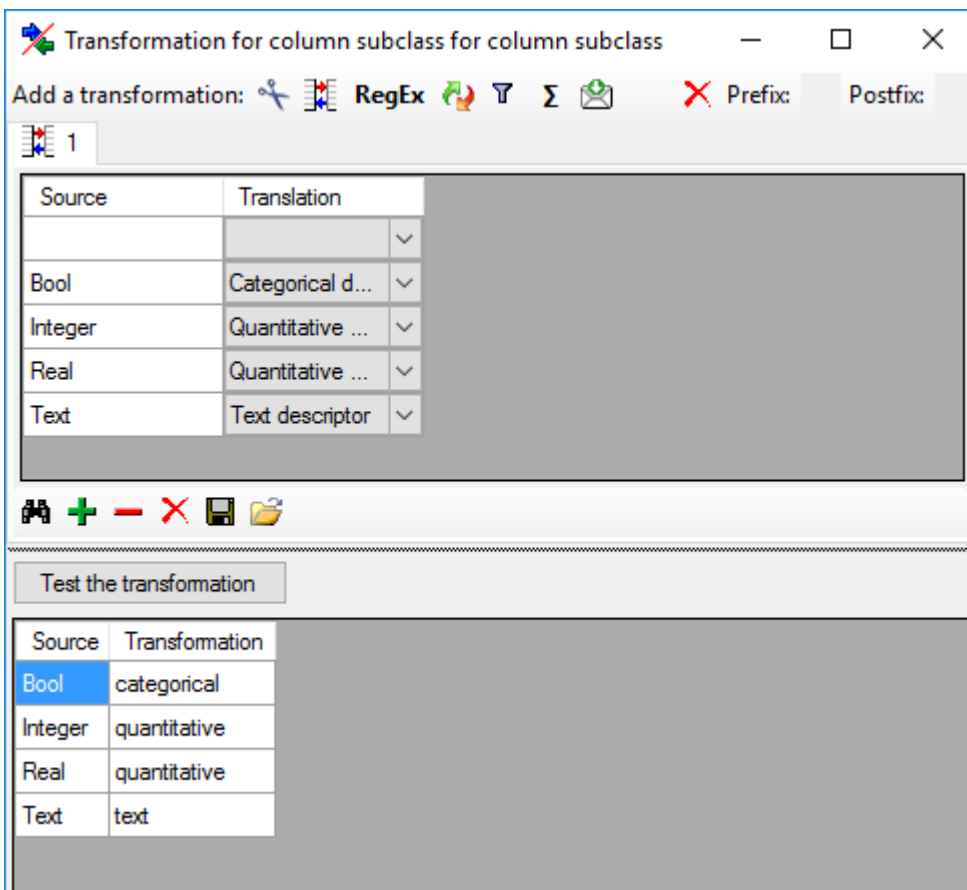 Transformation for column subclass for column subclass
Add a transformation: RegEx Σ Prefix: Postfix:
1
Source Translation
Bool Categorical d...
Integer Quantitative ...
Real Quantitative ...
Text Text descriptor
Test the transformation
Source Transformation
Bool categorical
Integer quantitative
Real quantitative
Text text